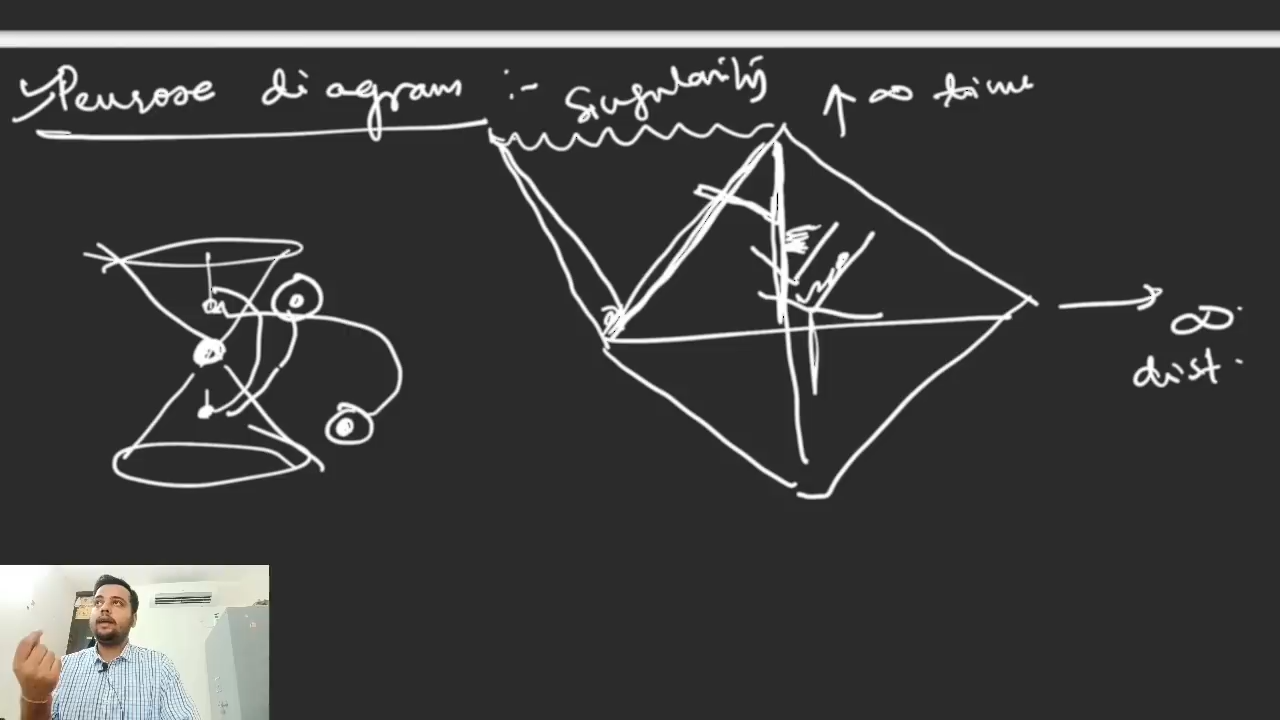 Penrose diagram :-
Singularity
↑ ∞ time
→ ∞
dist.